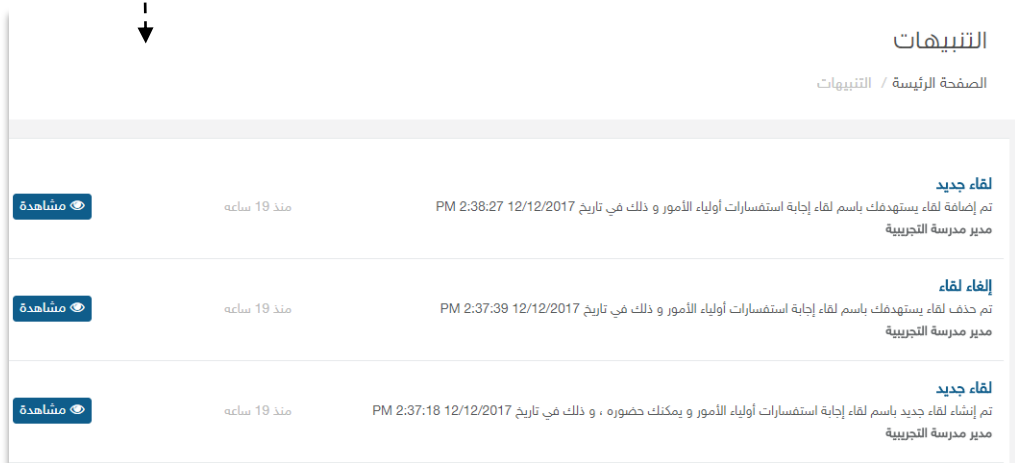 التنبيهات
الصفحة الرئيسة / التنبيهات
لقاء جديد
تم إضافة لقاء يستهدفك باسم لقاء إجابة استفسارات أولياء الأمور و ذلك في تاريخ 12/12/2017 2:38:27 PM
مدير مدرسة التجريبية
منذ 19 ساعه
مشاهدة
إلغاء لقاء
تم حذف لقاء يستهدفك باسم لقاء إجابة استفسارات أولياء الأمور و ذلك في تاريخ 12/12/2017 2:37:39 PM
مدير مدرسة التجريبية
منذ 19 ساعه
مشاهدة
لقاء جديد
تم إنشاء لقاء جديد باسم لقاء إجابة استفسارات أولياء الأمور و يمكنك حضوره ، و ذلك في تاريخ 12/12/2017 2:37:18 PM
مدير مدرسة التجريبية
منذ 19 ساعه
مشاهدة